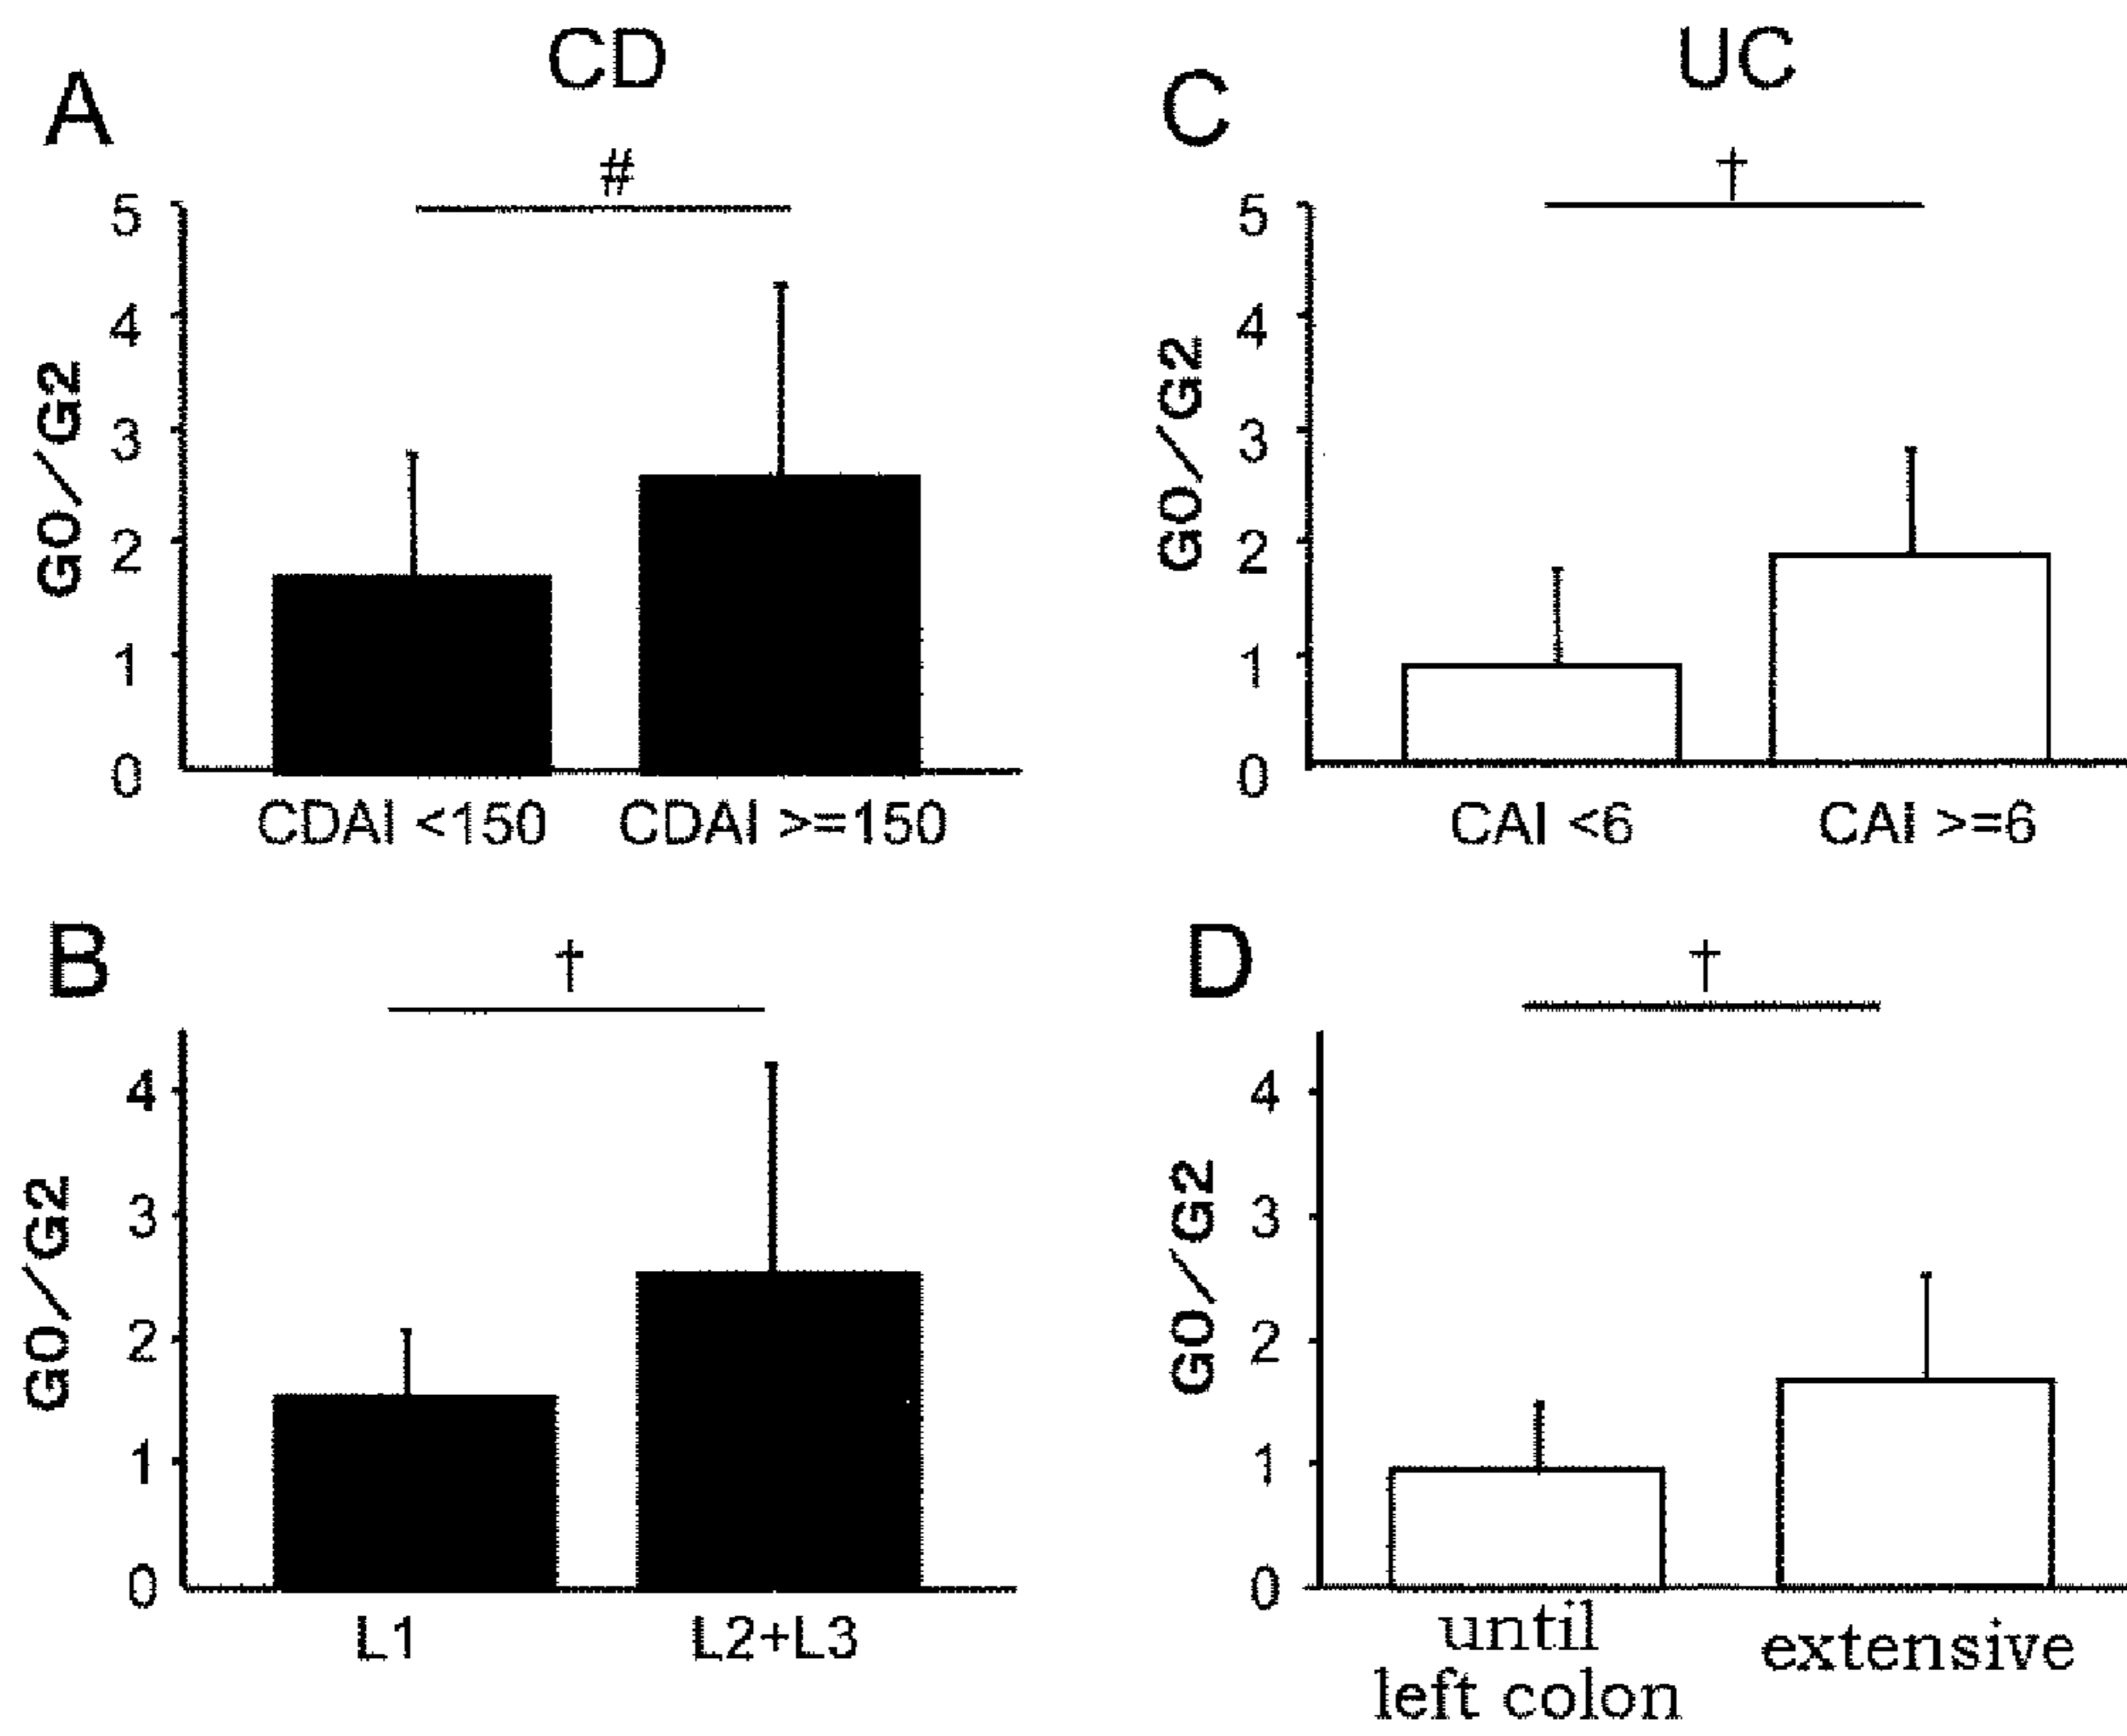 CD
A
#
5
4
3
2
1
0
G0/G2
CDAI <150 CDAI >=150
UC
C
†
5
4
3
2
1
0
G0/G2
CAI <6 CAI >=6
B
†
4
3
2
1
0
G0/G2
L1 L2+L3
D
†
4
3
2
1
0
G0/G2
until
left colon
extensive